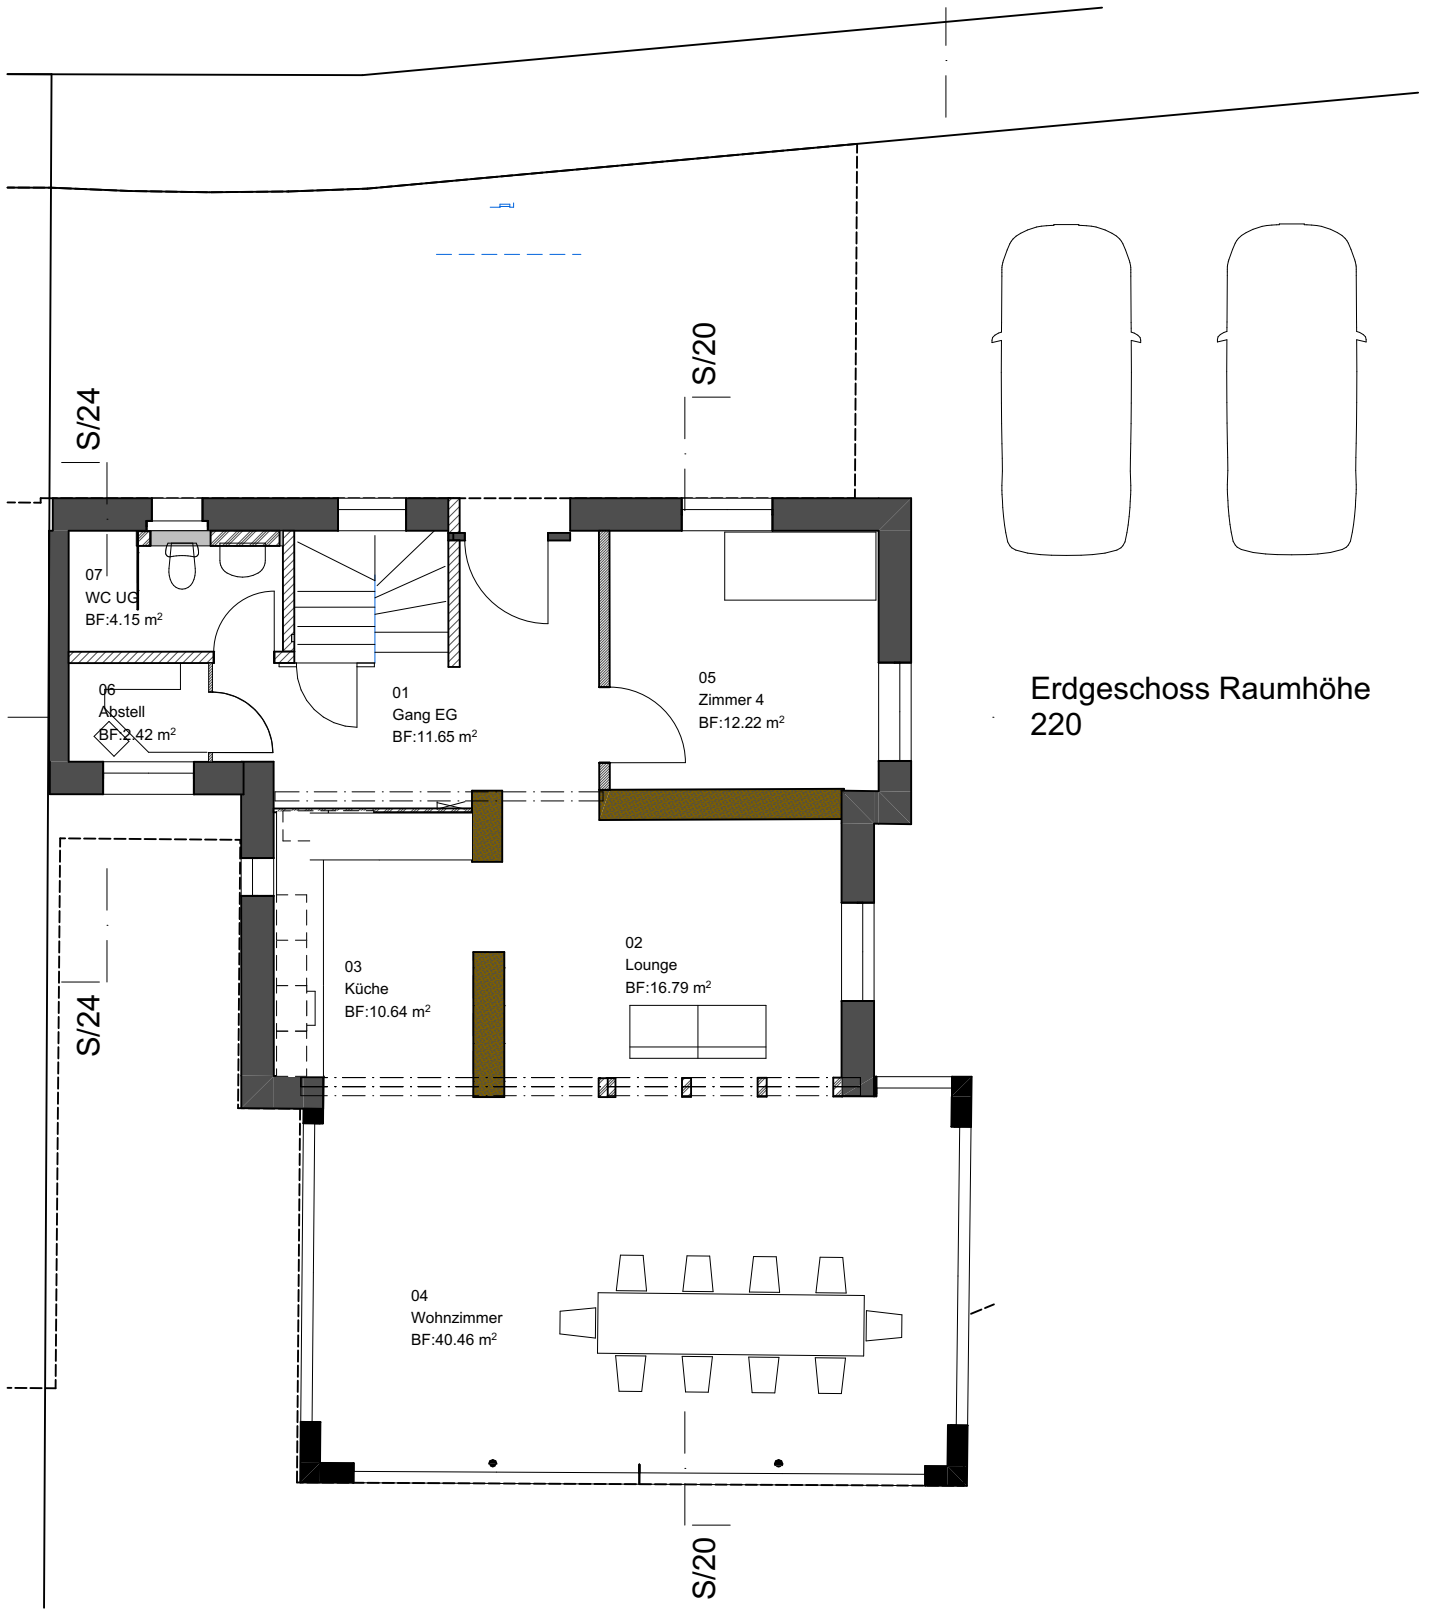 S/20
S/24
07
WC UG
BF:4.15 m²
06
Abstell
BF:2.42 m²
01
Gang EG
BF:11.65 m²
05
Zimmer 4
BF:12.22 m²
Erdgeschoss Raumhöhe
220
02
Lounge
BF:16.79 m²
03
Küche
BF:10.64 m²
S/24
04
Wohnzimmer
BF:40.46 m²
S/20